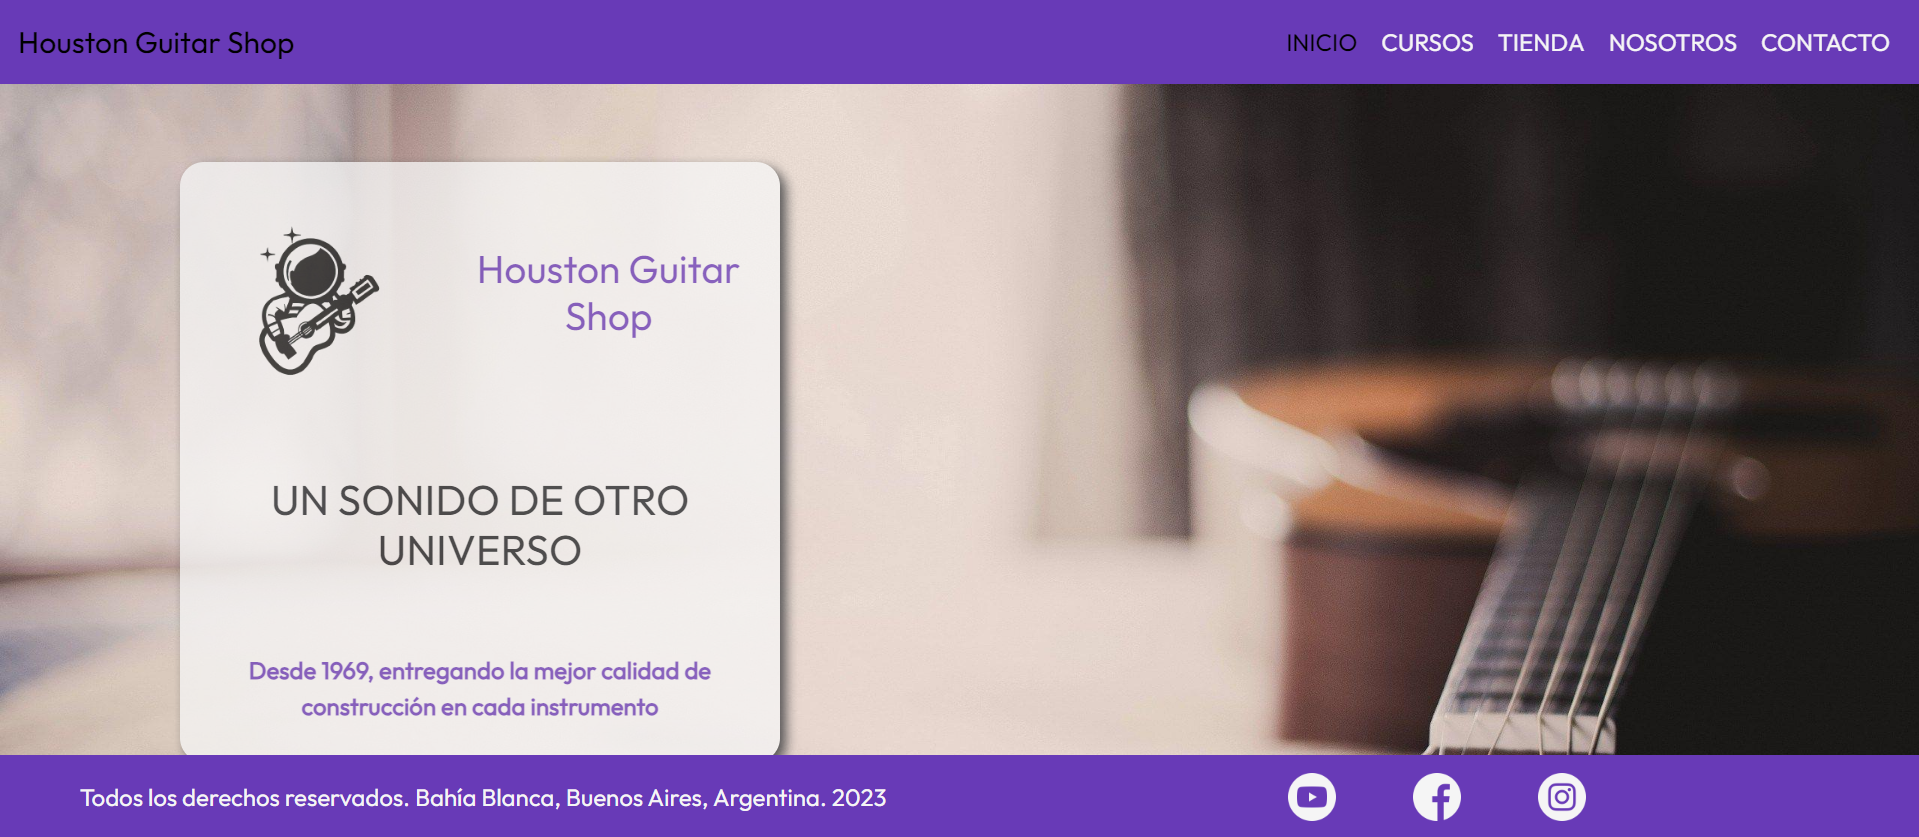 Houston Guitar Shop
INICIO CURSOS TIENDA NOSOTROS CONTACTO
Houston Guitar
Shop
UN SONIDO DE OTRO
UNIVERSO
Desde 1969, entregando la mejor calidad de
construcción en cada instrumento
Todos los derechos reservados. Bahía Blanca, Buenos Aires, Argentina. 2023